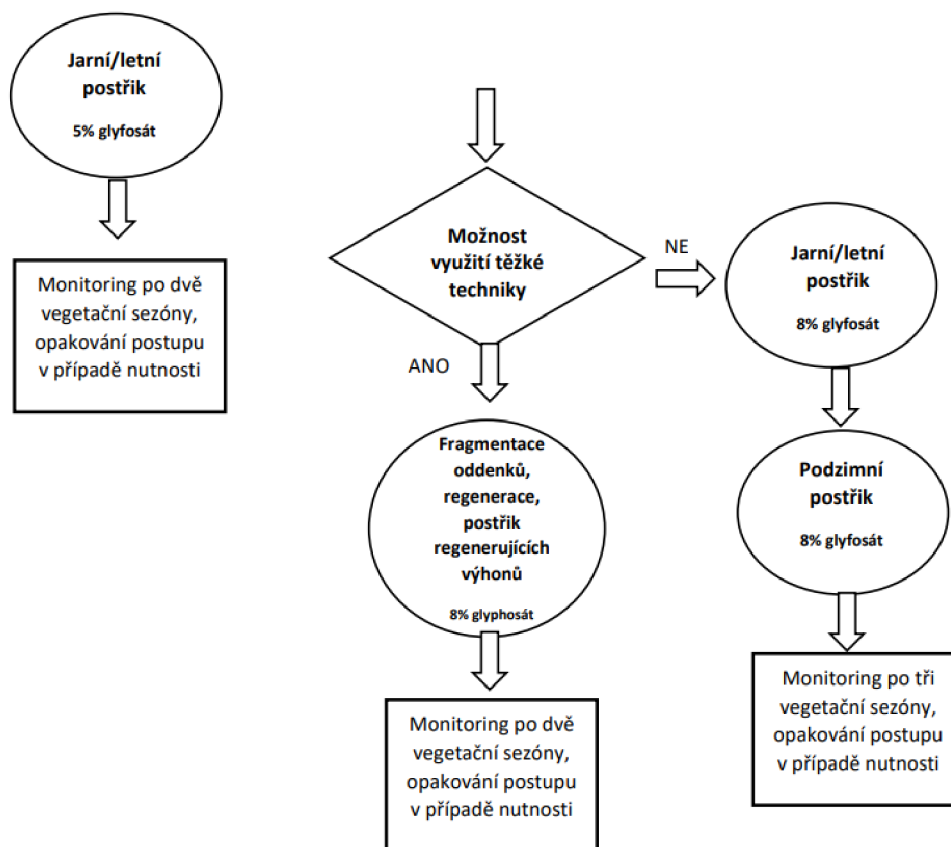 Jarní/letní
postřik
5% glyfosát
Monitoring po dvě
vegetační sezóny,
opakování postupu
v případě nutnosti
Možnost
využití těžké
techniky
NE
ANO
Jarní/letní
postřik
8% glyfosát
Fragmentace
oddenků,
regenerace,
postřik
regenerujících
výhonů
8% glyphosát
Podzimní
postřik
8% glyfosát
Monitoring po dvě
vegetační sezóny,
opakování postupu
v případě nutnosti
Monitoring po tři
vegetační sezóny,
opakování postupu
v případě nutnosti